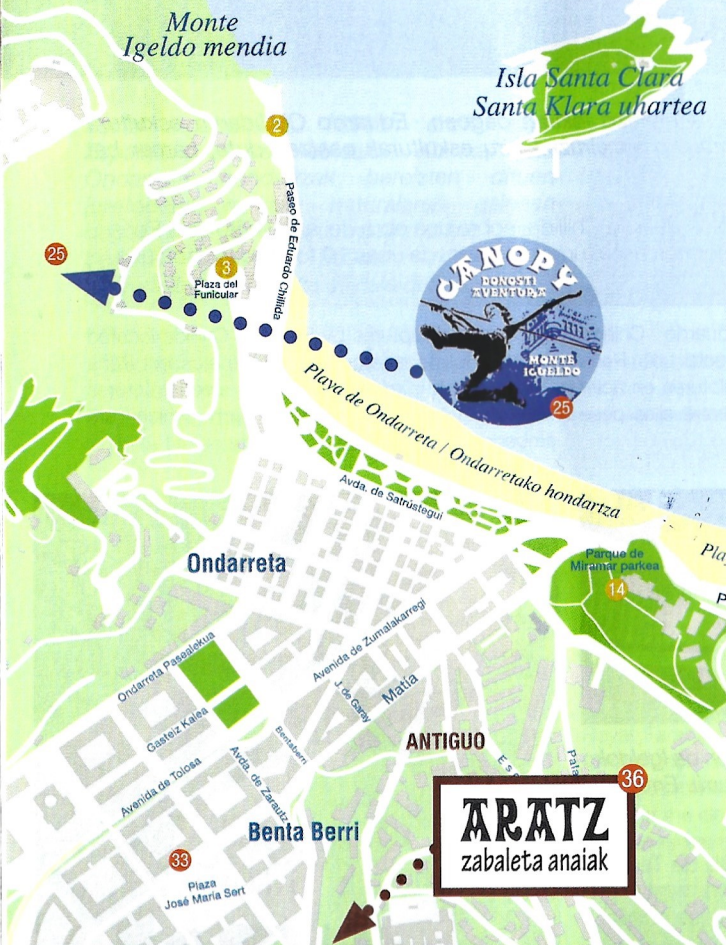 Monte
Igeldo mendia
Isla Santa Clara
Santa Klara uhartea
2
Paseo de Eduardo Chillida
25
3
Plaza del
Funicular
CANOPY
DONOSTI
AVENTURA
MONTE
IGUELDO
25
Playa de Ondarreta / Ondarretako hondartza
Avda. de Satrústegui
Ondarreta
Parque de
Miramar parkea
14
Ondarreta Pasealekua
Avenida de Zumalakarregi
Matía
J. de Garay
Gasteiz Kalea
Bentaberri
ANTIGUO
Avenida de Tolosa
Avda. de Zarautz
36
ARATZ
zabaleta anaiak
Benta Berri
33
Plaza
José María Sert